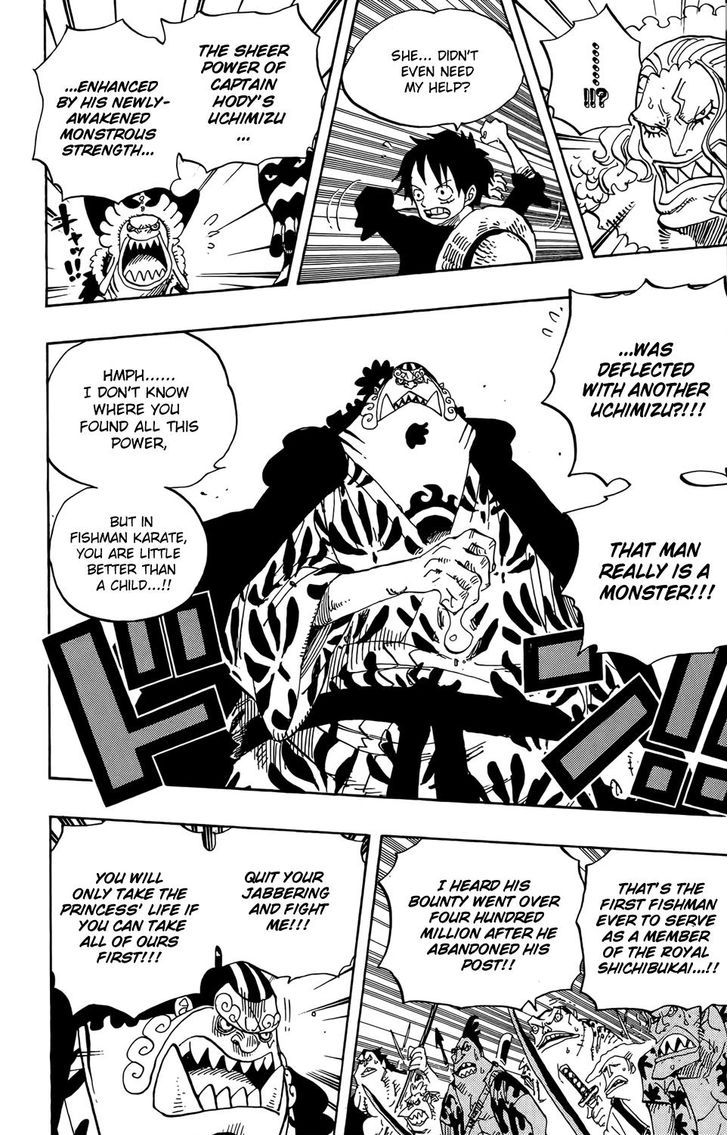 ........
!!?
SHE... DIDN'T
EVEN NEED
MY HELP?
THE SHEER
POWER OF
CAPTAIN
HODY'S
UCHIMIZU
...
...ENHANCED
BY HIS NEWLY-
AWAKENED
MONSTROUS
STRENGTH...
...WAS
DEFLECTED
WITH ANOTHER
UCHIMIZU?!!!
THAT MAN
REALLY IS A
MONSTER!!!
HMPH......
I DON'T KNOW
WHERE YOU
FOUND ALL THIS
POWER,
BUT IN
FISHMAN KARATE,
YOU ARE LITTLE
BETTER THAN
A CHILD...!!
ドン!!
THAT'S THE
FIRST FISHMAN
EVER TO SERVE
AS A MEMBER
OF THE ROYAL
SHICHIBUKAI...!!
I HEARD HIS
BOUNTY WENT OVER
FOUR HUNDRED
MILLION AFTER HE
ABANDONED HIS
POST!!
QUIT YOUR
JABBERING
AND FIGHT
ME!!!
YOU WILL
ONLY TAKE THE
PRINCESS' LIFE IF
YOU CAN TAKE
ALL OF OURS
FIRST!!!